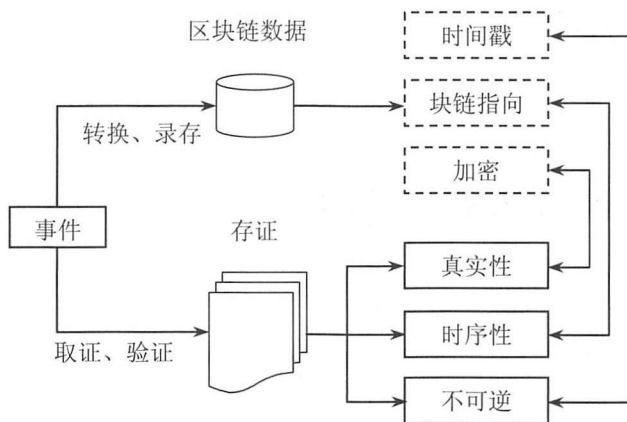 区块链数据
时间戳
块链指向
转换、录存
加密
事件
存证
真实性
时序性
取证、验证
不可逆